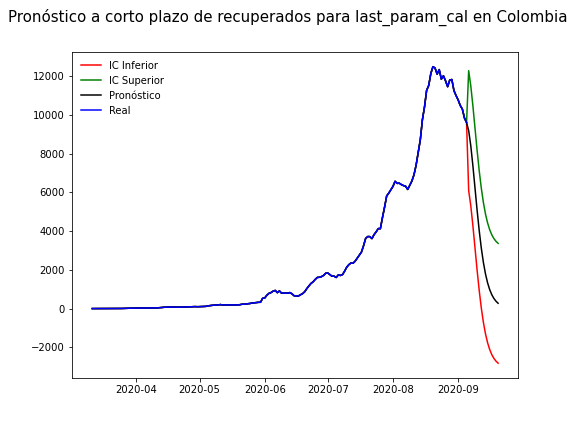 Pronóstico a corto plazo de recuperados para last_param_cal en Colombia
IC Inferior
IC Superior
Pronóstico
Real
12000
10000
8000
6000
4000
2000
0
−2000
2020-04 2020-05 2020-06 2020-07 2020-08 2020-09